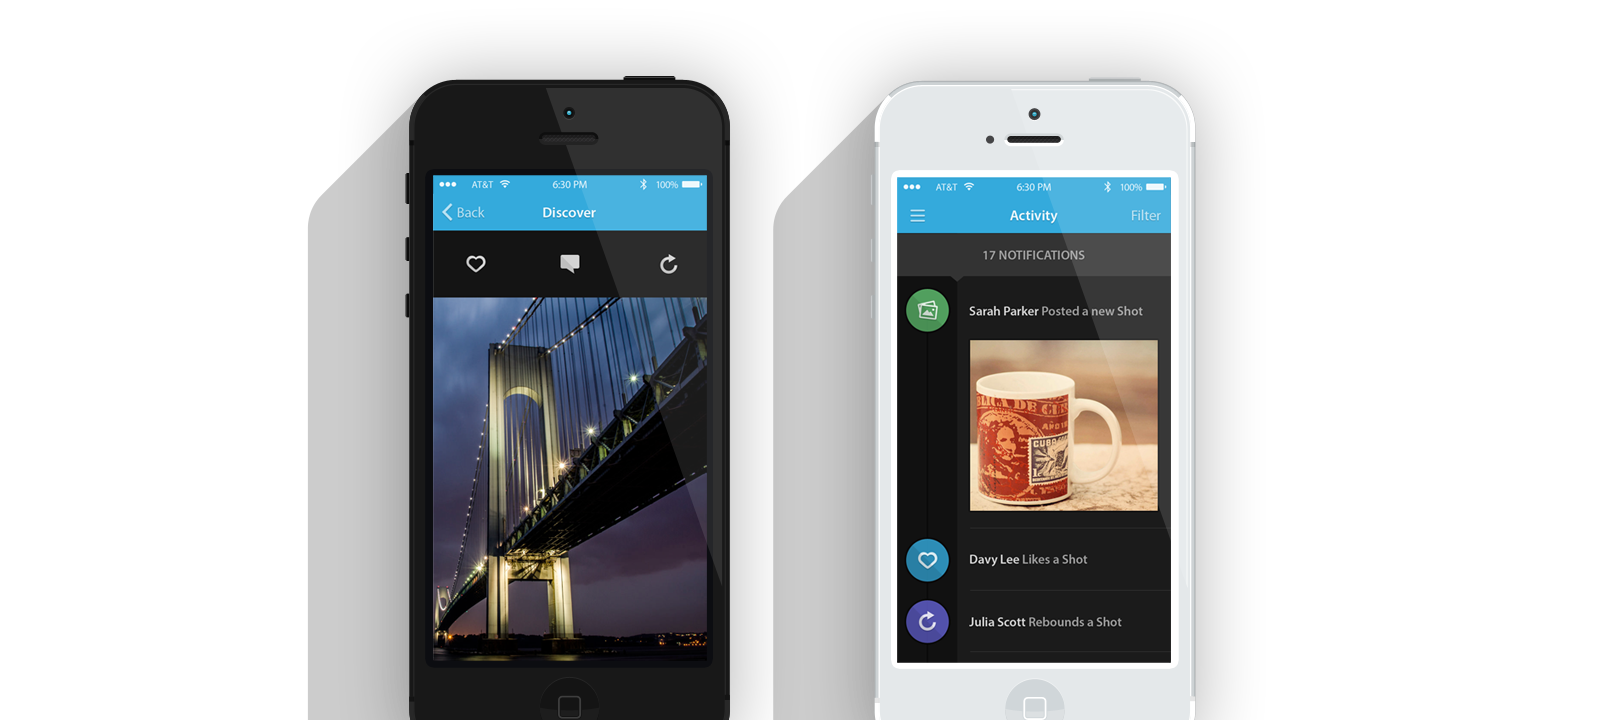 AT&T 6:30 PM 100%
Back Discover
AT&T 6:30 PM 100%
Activity Filter
17 NOTIFICATIONS
Sarah Parker Posted a new Shot
CUBA
Davy Lee Likes a Shot
Julia Scott Rebounds a Shot